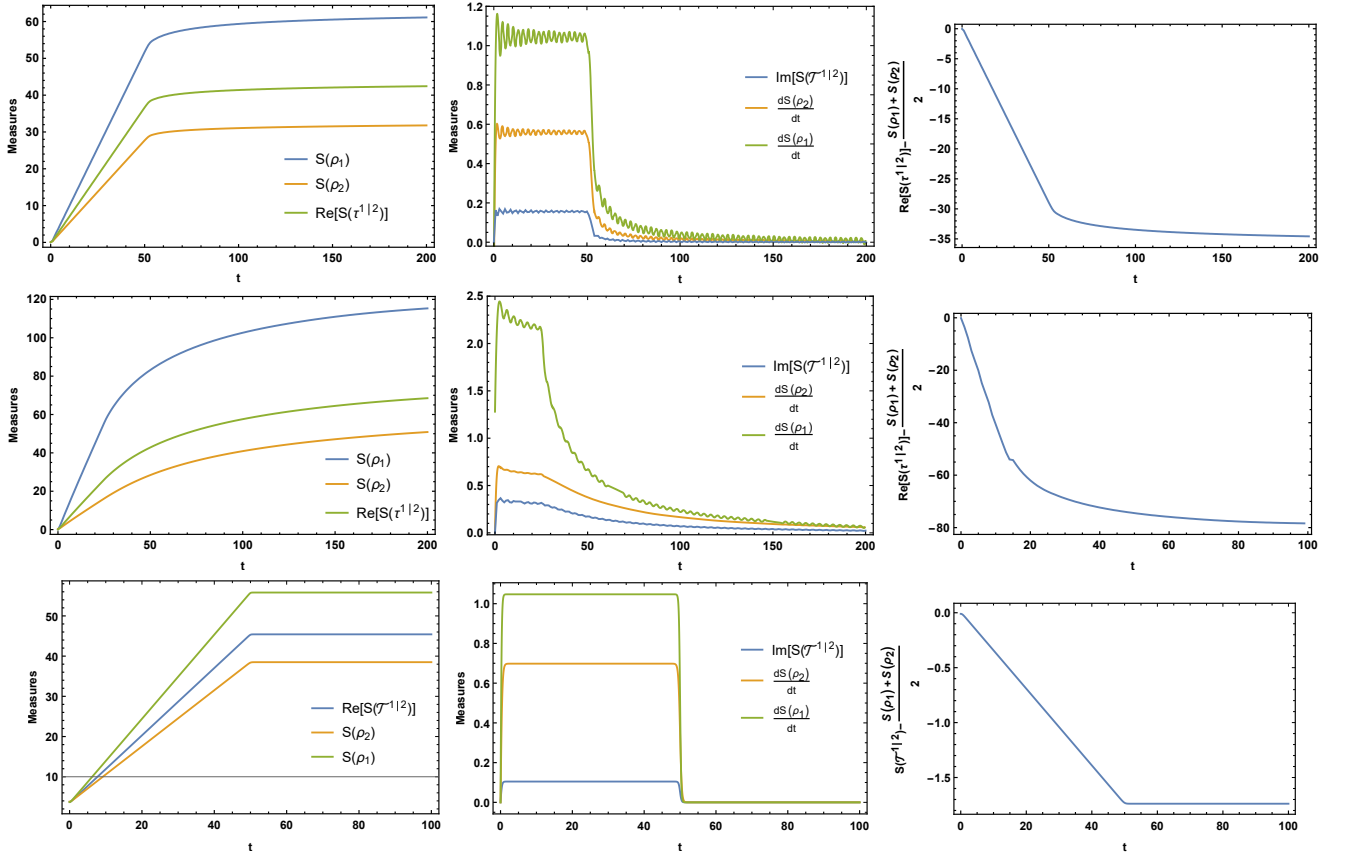 Measures
60
50
40
30
20
10
0
S(ρ1)
S(ρ2)
Re[S(τ1|2)]
0 50 100 150 200
t
Measures
1.2
1.0
0.8
0.6
0.4
0.2
0.0
Im[S(𝒯1|2)]
dS(ρ2)
dt
dS(ρ1)
dt
0 50 100 150 200
t
Re[S(τ1|2)]- S(ρ1) + S(ρ2)
2
0
-5
-10
-15
-20
-25
-30
-35
0 50 100 150 200
t
Measures
120
100
80
60
40
20
0
S(ρ1)
S(ρ2)
Re[S(τ1|2)]
0 50 100 150 200
t
Measures
2.5
2.0
1.5
1.0
0.5
0.0
Im[S(𝒯1|2)]
dS(ρ2)
dt
dS(ρ1)
dt
0 50 100 150 200
t
Re[S(τ1|2)]- S(ρ1) + S(ρ2)
2
0
-20
-40
-60
-80
0 20 40 60 80 100
t
Measures
50
40
30
20
10
Re[S(𝒯1|2)]
S(ρ2)
S(ρ1)
0 20 40 60 80 100
t
Measures
1.0
0.8
0.6
0.4
0.2
0.0
Im[S(𝒯1|2)]
dS(ρ2)
dt
dS(ρ1)
dt
0 20 40 60 80 100
t
S(𝒯1|2)- S(ρ1) + S(ρ2)
2
0.0
-0.5
-1.0
-1.5
0 20 40 60 80 100
t